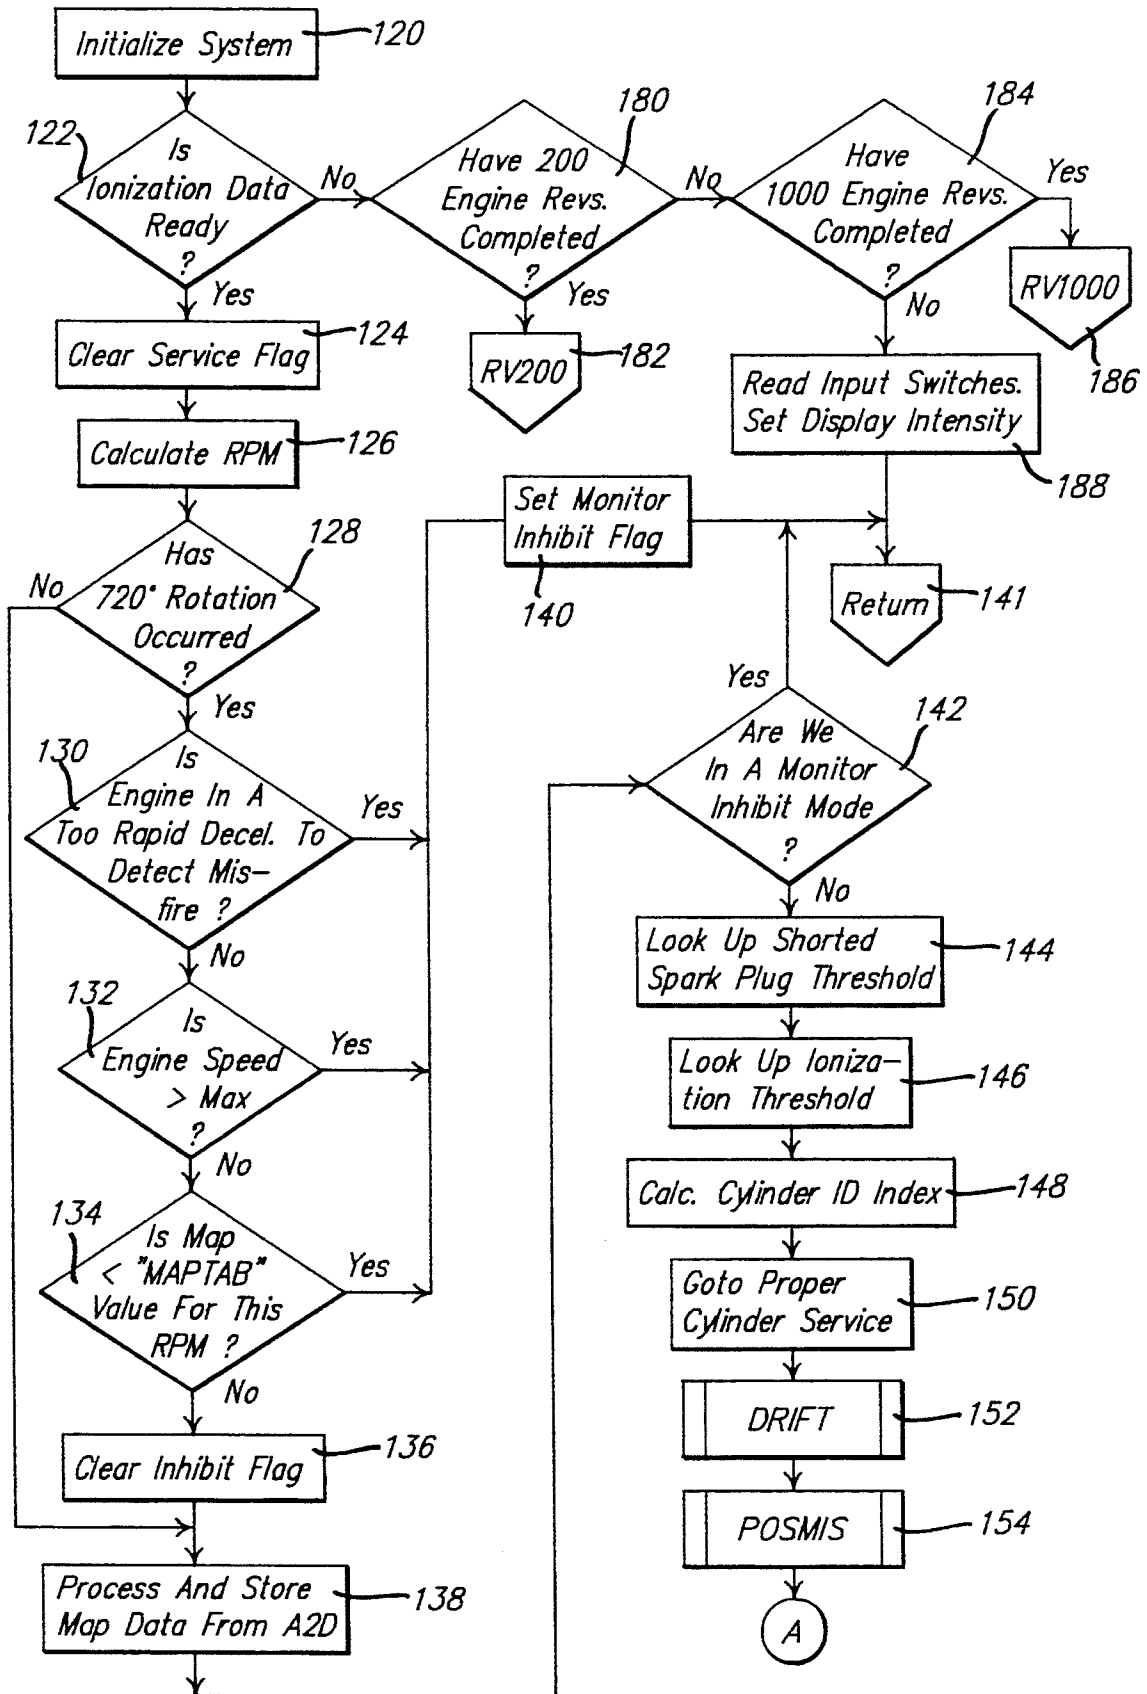 Initialize System
120
122
Is
Ionization Data
Ready
?
No
Yes
180
Have 200
Engine Revs.
Completed
?
No
Yes
184
Have
1000 Engine Revs.
Completed
?
Yes
No
RV1000
186
RV200
182
Clear Service Flag
124
Read Input Switches.
Set Display Intensity
188
Calculate RPM
126
Set Monitor
Inhibit Flag
140
Return
141
128
Has
720° Rotation
Occurred
?
No
Yes
130
Is
Engine In A
Too Rapid Decel. To
Detect Mis-
fire ?
Yes
No
132
Is
Engine Speed
> Max
?
Yes
No
134
Is Map
< "MAPTAB"
Value For This
RPM ?
Yes
No
Clear Inhibit Flag
136
Process And Store
Map Data From A2D
138
Yes
142
Are We
In A Monitor
Inhibit Mode
?
No
Look Up Shorted
Spark Plug Threshold
144
Look Up Ioniza-
tion Threshold
146
Calc. Cylinder ID Index
148
Goto Proper
Cylinder Service
150
DRIFT
152
POSMIS
154
A